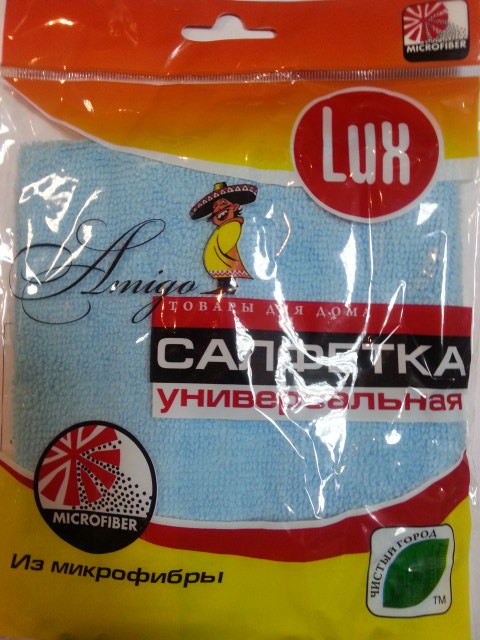 MICROFIBER
Lux
Amigo
ТОВАРЫ ДЛЯ ДОМА
САЛФЕТКА
универсальная
MICROFIBER
Из микрофибры
ЧИСТЫЙ ГОРОД
TM